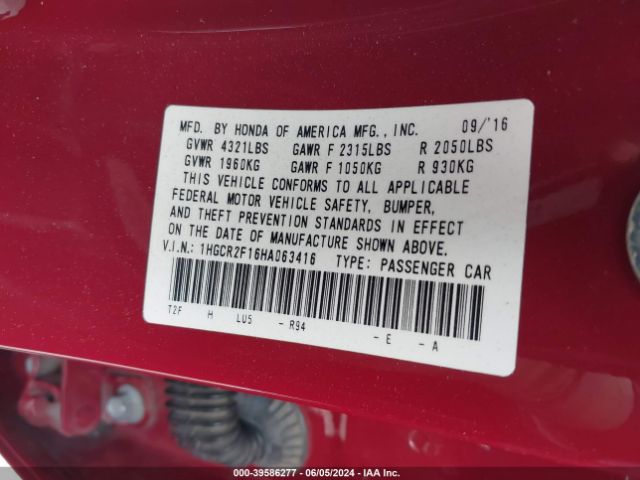 MFD. BY HONDA OF AMERICA MFG., INC. 09/'16
GVWR 4321LBS GAWR F 2315LBS R 2050LBS
GVWR 1960KG GAWR F 1050KG R 930KG
THIS VEHICLE CONFORMS TO ALL APPLICABLE
FEDERAL MOTOR VEHICLE SAFETY, BUMPER,
AND THEFT PREVENTION STANDARDS IN EFFECT
ON THE DATE OF MANUFACTURE SHOWN ABOVE.
V.I.N.: 1HGCR2F16HA063416 TYPE: PASSENGER CAR
T2F H LU5 - R94 - E - A
000-39586277 - 06/05/2024 - IAA Inc.